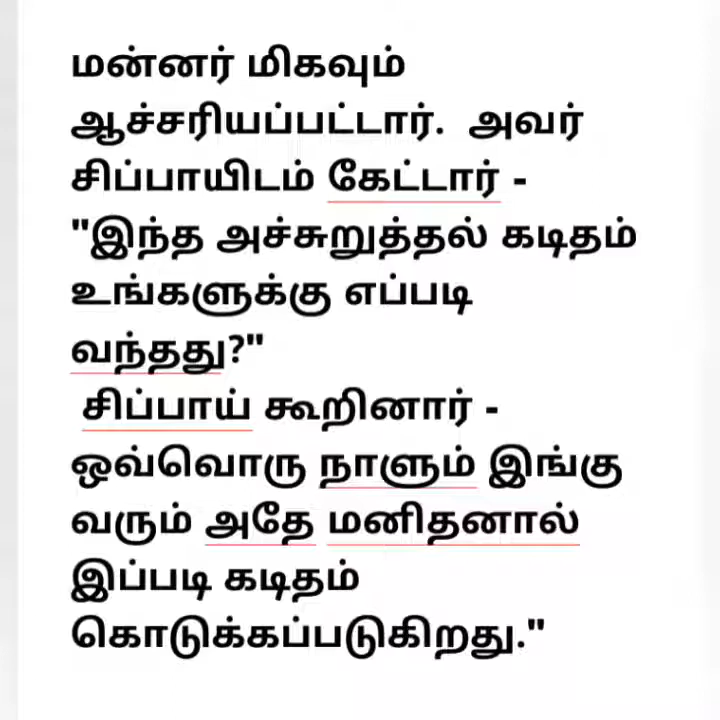 மன்னர் மிகவும்
ஆச்சரியப்பட்டார்.  அவர்
சிப்பாயிடம் கேட்டார் -
"இந்த அச்சுறுத்தல் கடிதம்
உங்களுக்கு எப்படி
வந்தது?"
சிப்பாய் கூறினார் -
ஒவ்வொரு நாளும் இங்கு
வரும் அதே மனிதனால்
இப்படி கடிதம்
கொடுக்கப்படுகிறது."